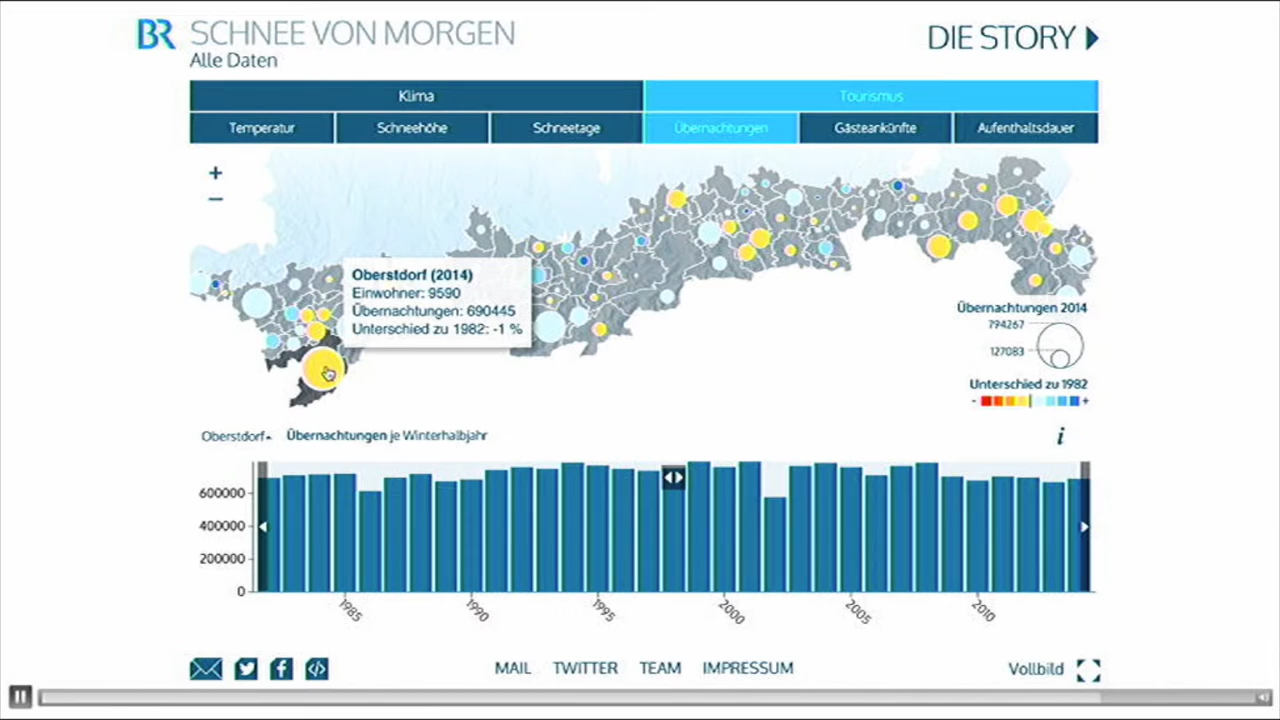 BR SCHNEE VON MORGEN
DIE STORY
Alle Daten
Klima
Tourismus
Temperatur
Schneehöhe
Schneetage
Übernachtungen
Gästeankünfte
Aufenthaltsdauer
+
−
Oberstdorf (2014)
Einwohner: 9590
Übernachtungen: 690445
Unterschied zu 1982: -1 %
Übernachtungen 2014
794267
127083
Unterschied zu 1982
- +
Oberstdorf
Übernachtungen je Winterhalbjahr
i
600000
400000
200000
0
1985
1990
1995
2000
2005
2010
MAIL
TWITTER
TEAM
IMPRESSUM
Vollbild